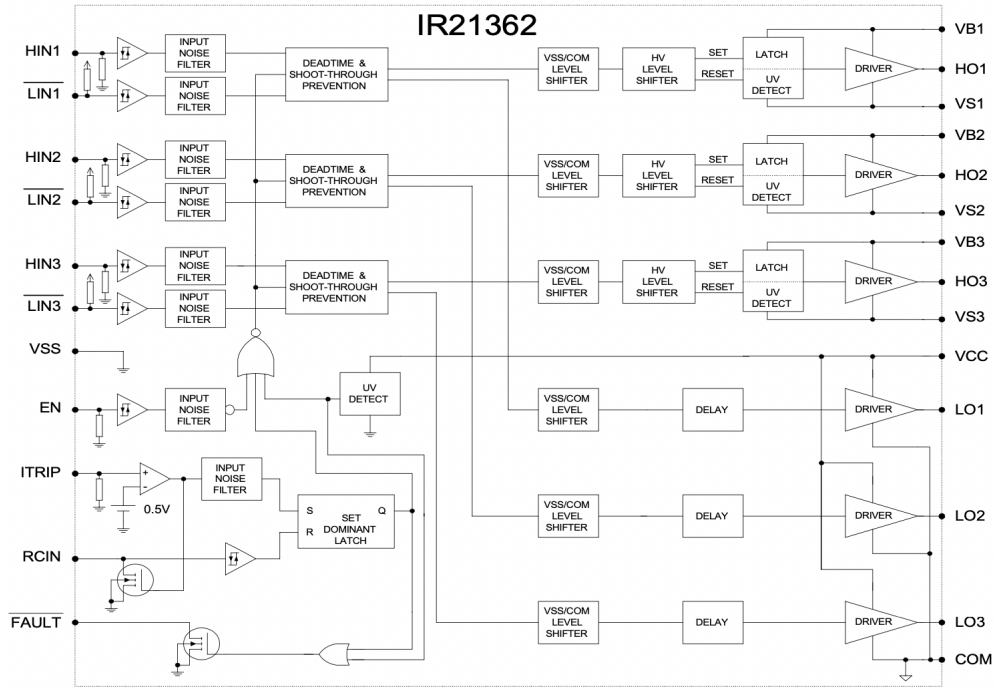 IR21362
HIN1
LIN1
INPUT
NOISE
FILTER
INPUT
NOISE
FILTER
DEADTIME &
SHOOT-THROUGH
PREVENTION
VSS/COM
LEVEL
SHIFTER
HV
LEVEL
SHIFTER
SET
RESET
LATCH
UV
DETECT
DRIVER
VB1
HO1
VS1
HIN2
LIN2
INPUT
NOISE
FILTER
INPUT
NOISE
FILTER
DEADTIME &
SHOOT-THROUGH
PREVENTION
VSS/COM
LEVEL
SHIFTER
HV
LEVEL
SHIFTER
SET
RESET
LATCH
UV
DETECT
DRIVER
VB2
HO2
VS2
HIN3
LIN3
INPUT
NOISE
FILTER
INPUT
NOISE
FILTER
DEADTIME &
SHOOT-THROUGH
PREVENTION
VSS/COM
LEVEL
SHIFTER
HV
LEVEL
SHIFTER
SET
RESET
LATCH
UV
DETECT
DRIVER
VB3
HO3
VS3
VSS
VCC
EN
INPUT
NOISE
FILTER
UV
DETECT
VSS/COM
LEVEL
SHIFTER
DELAY
DRIVER
LO1
ITRIP
+
-
0.5V
INPUT
NOISE
FILTER
S
R
Q
SET
DOMINANT
LATCH
VSS/COM
LEVEL
SHIFTER
DELAY
DRIVER
LO2
RCIN
FAULT
VSS/COM
LEVEL
SHIFTER
DELAY
DRIVER
LO3
COM